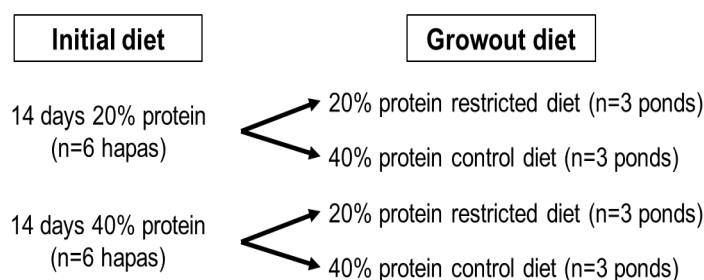 Initial diet
Growout diet
14 days 20% protein
(n=6 hapas)
20% protein restricted diet (n=3 ponds)
40% protein control diet (n=3 ponds)
14 days 40% protein
(n=6 hapas)
20% protein restricted diet (n=3 ponds)
40% protein control diet (n=3 ponds)